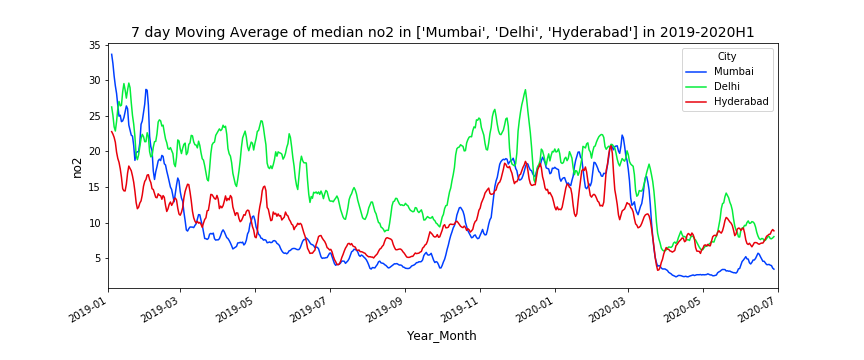 7 day Moving Average of median no2 in ['Mumbai', 'Delhi', 'Hyderabad'] in 2019-2020H1
City
Mumbai
Delhi
Hyderabad
no2
35
30
25
20
15
10
5
2019-01
2019-03
2019-05
2019-07
2019-09
2019-11
2020-01
2020-03
2020-05
2020-07
Year_Month